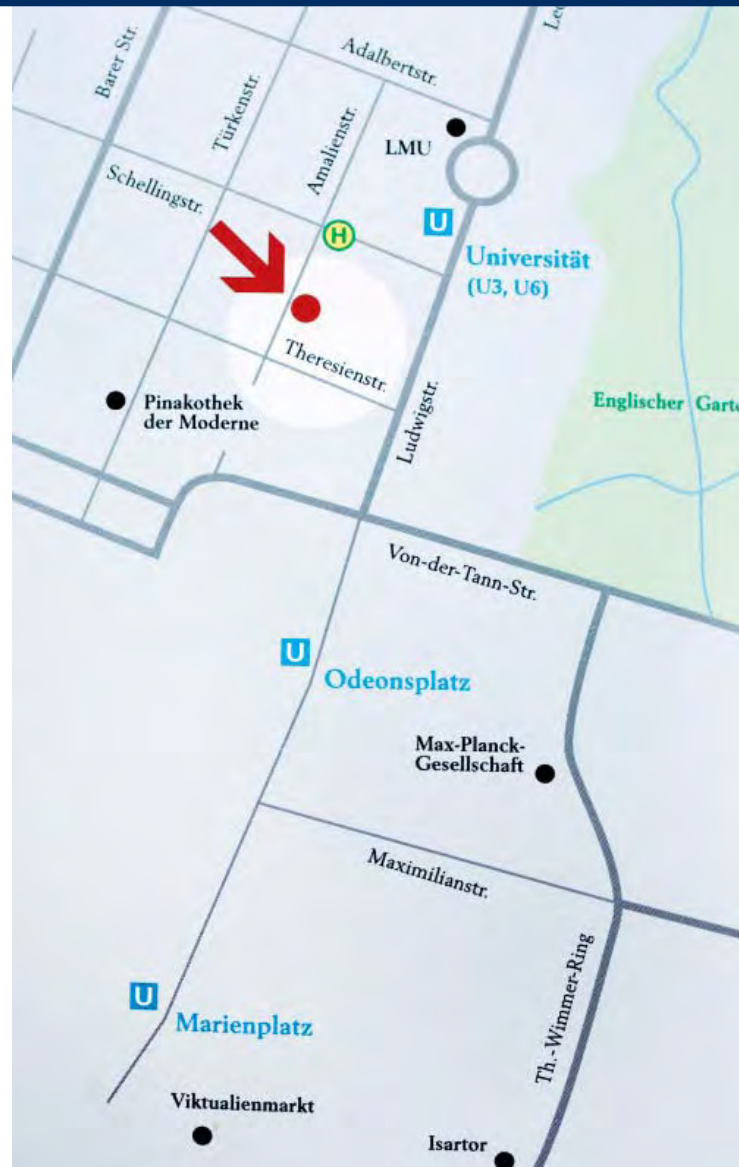 Adalbertstr.
Barer Str.
Türkenstr.
Amalienstr.
LMU
Schellingstr.
H
U
Universität
(U3, U6)
Theresienstr.
Pinakothek
der Moderne
Ludwigstr.
Englischer Garte
Von-der-Tann-Str.
U
Odeonsplatz
Max-Planck-
Gesellschaft
Maximilianstr.
Th.-Wimmer-Ring
U
Marienplatz
Viktualienmarkt
Isartor